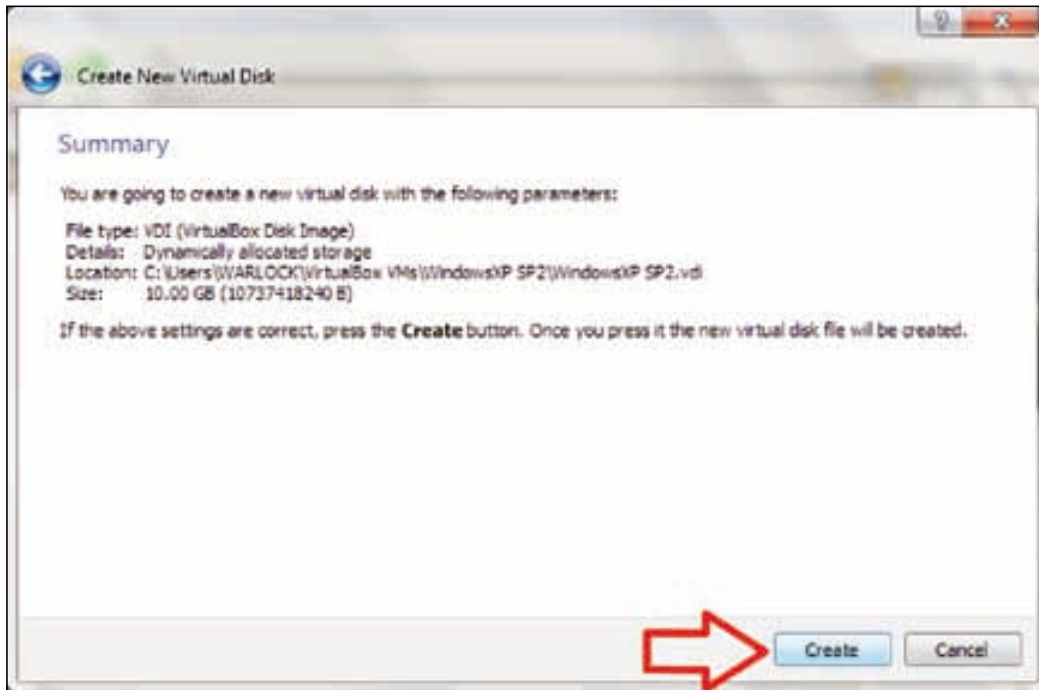 Create New Virtual Disk
Summary
You are going to create a new virtual disk with the following parameters:
File type: VDI (VirtualBox Disk Image)
Details: Dynamically allocated storage
Location: C:\Users\WARLOCK\VirtualBox VMs\WindowsXP SP2\WindowsXP SP2.vdi
Size: 10.00 GB (10737418240 B)
If the above settings are correct, press the Create button. Once you press it the new virtual disk file will be created.
Create Cancel